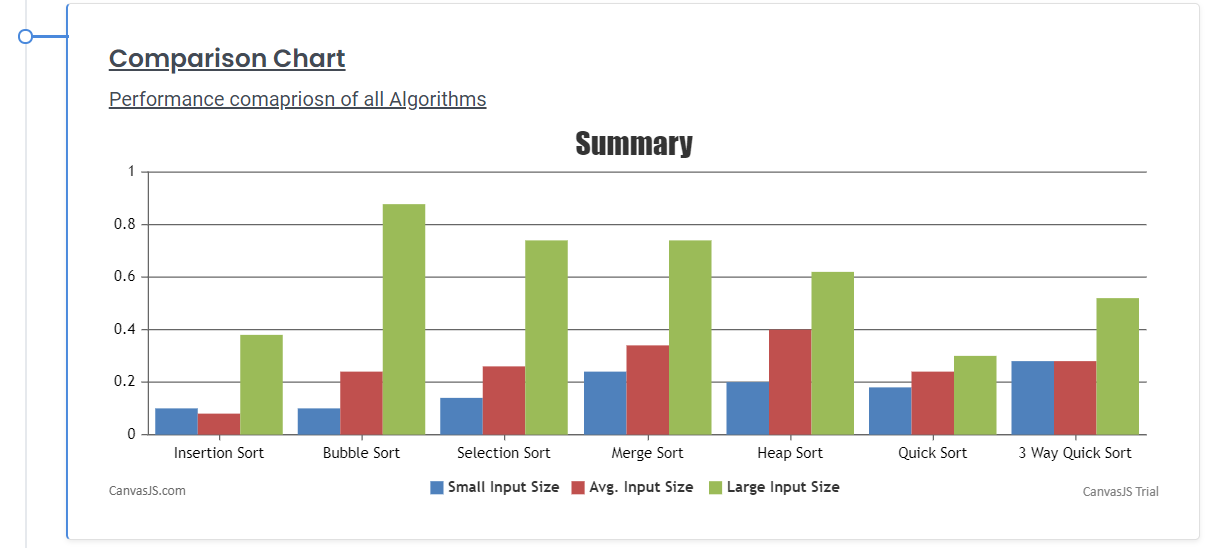 Comparison Chart
Performance comapriosn of all Algorithms
Summary
1
0.8
0.6
0.4
0.2
0
Insertion Sort Bubble Sort Selection Sort Merge Sort Heap Sort Quick Sort 3 Way Quick Sort
Small Input Size Avg. Input Size Large Input Size
CanvasJS.com CanvasJS Trial